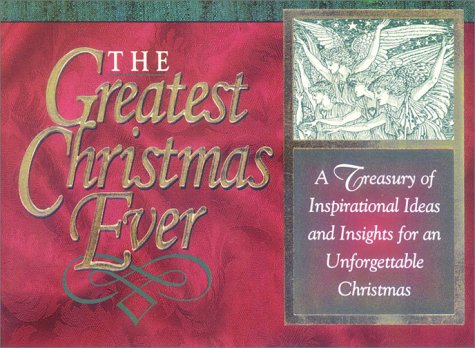 THE
Greatest
Christmas
Ever
A Treasury of
Inspirational Ideas
and Insights for an
Unforgettable
Christmas